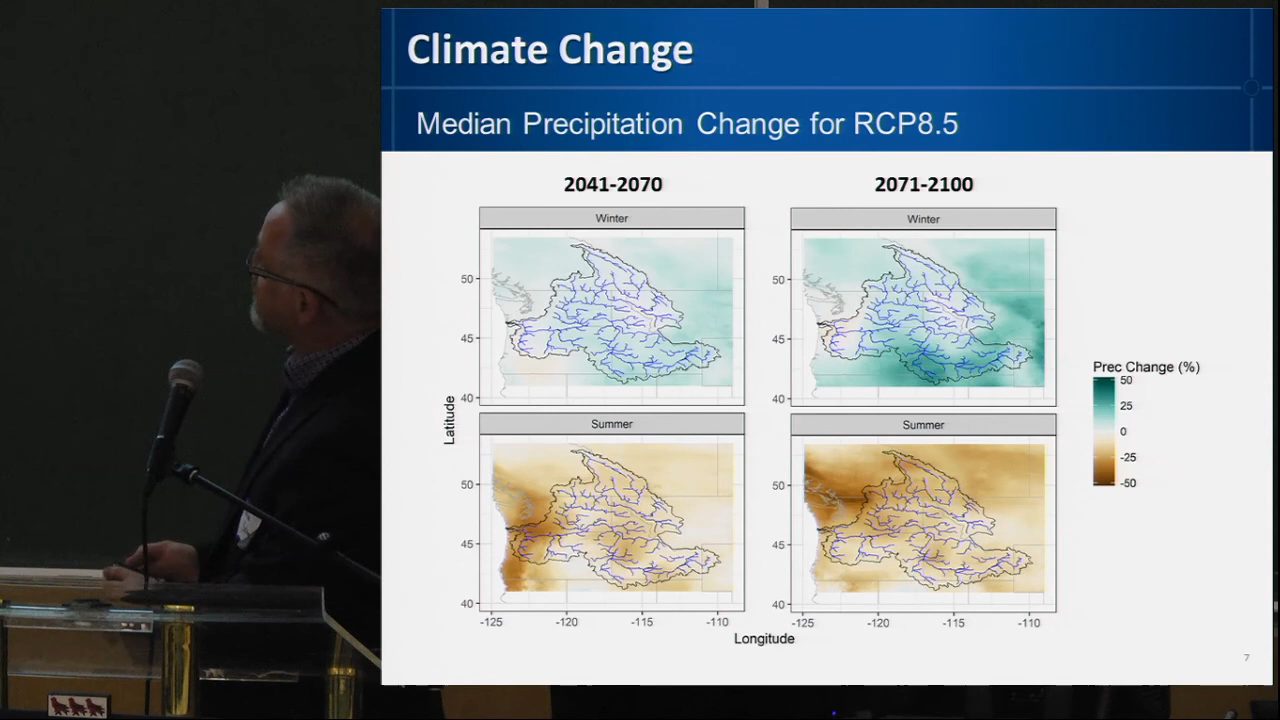 Climate Change
Median Precipitation Change for RCP8.5
2041-2070
2071-2100
Winter
Winter
50
45
40
50
45
40
Summer
Summer
50
45
40
50
45
40
-125 -120 -115 -110
-125 -120 -115 -110
Latitude
Longitude
Prec Change (%)
50
25
0
-25
-50
7